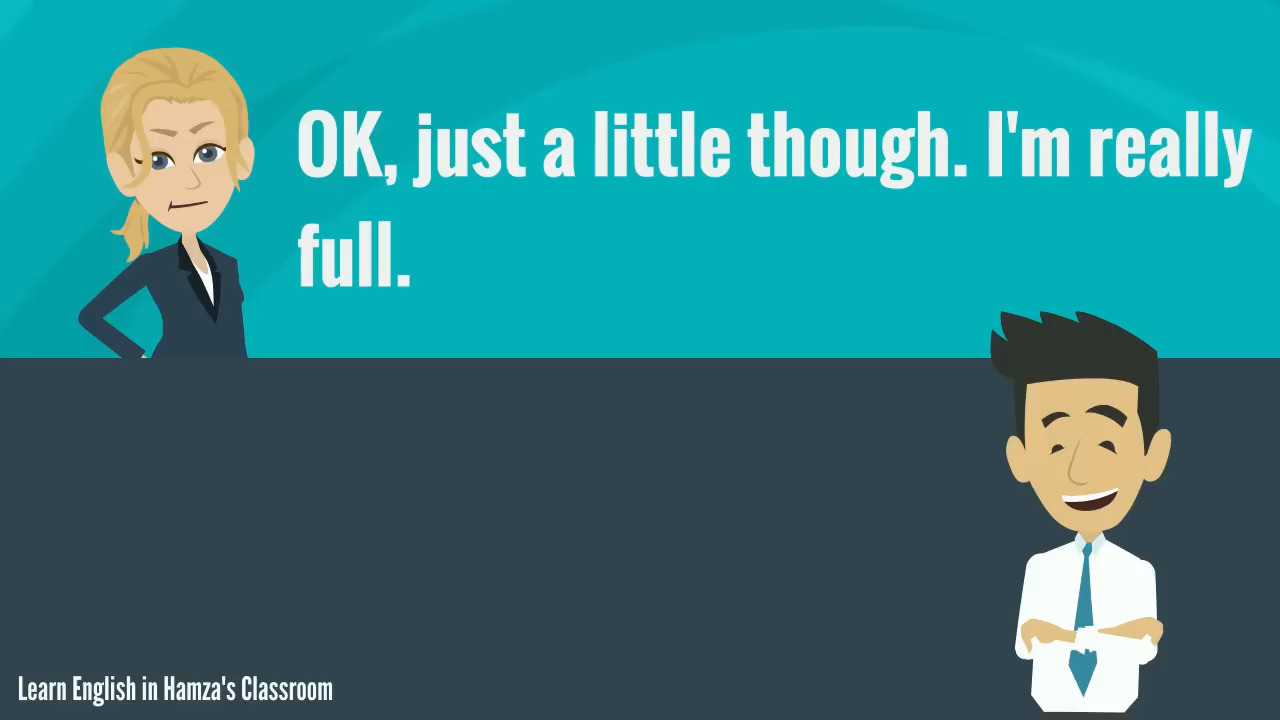 OK, just a little though. I'm really
full.
Learn English in Hamza's Classroom